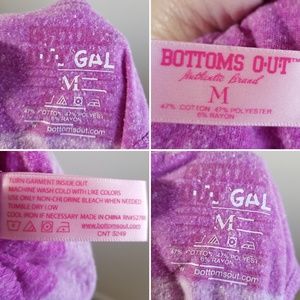 GAL
M
47% COTTON 47% POLYESTER
6% RAYON
bottomsout.com
BOTTOMS OUT™
Authentic Brand
M
47% COTTON 47% POLYESTER
6% RAYON
TURN GARMENT INSIDE OUT.
MACHINE WASH COLD WITH LIKE COLORS
USE ONLY NON-CHLORINE BLEACH WHEN NEEDED.
TUMBLE DRY LOW
COOL IRON IF NECESSARY. MADE IN CHINA
www.bottomsout.com
CNT
GAL
M
47% COTTON 47% POLYESTER
6% RAYON
bottomsout.com